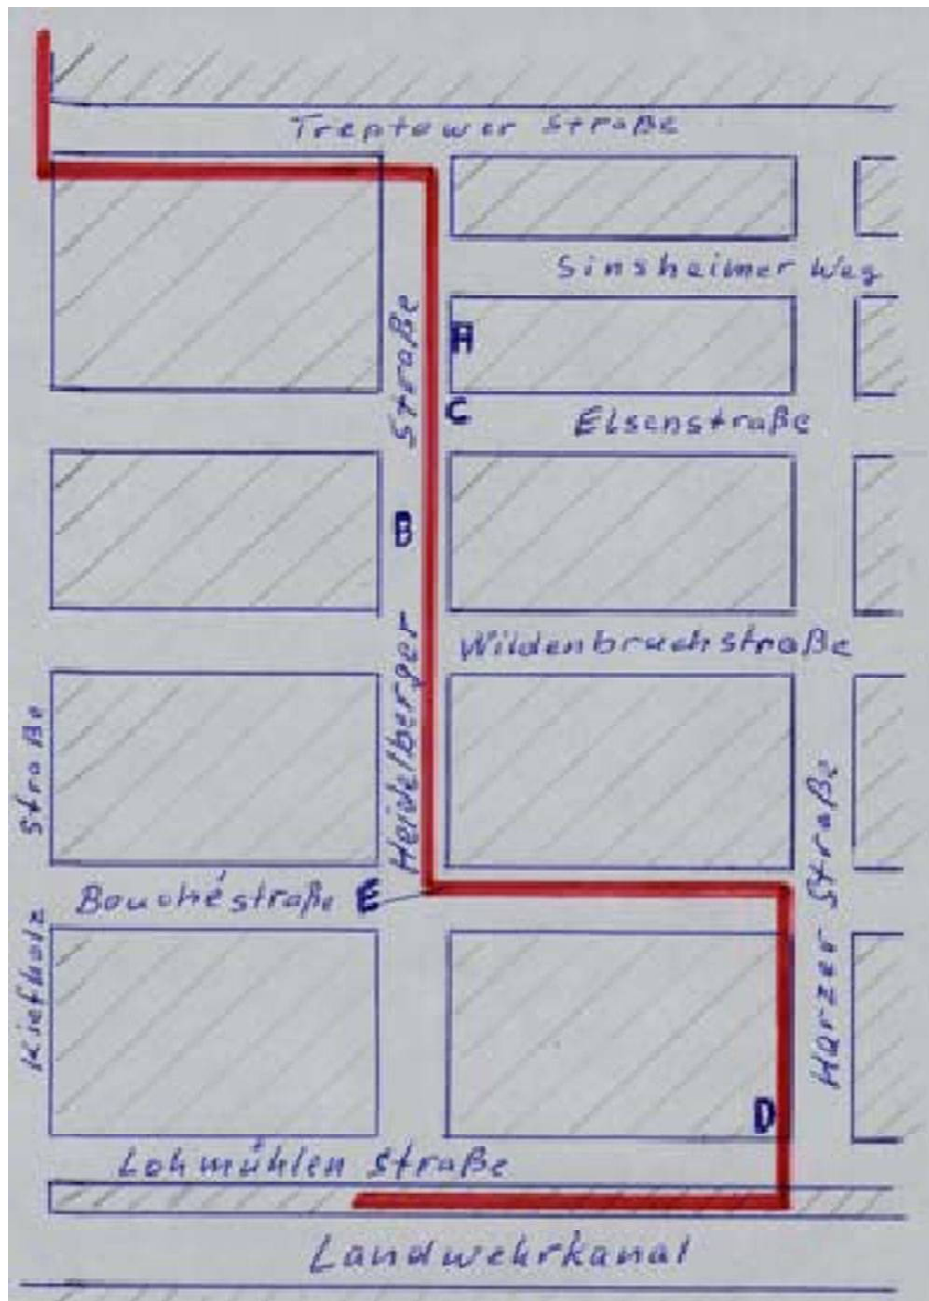 Treptower Straße
Sinsheimer Weg
Straße
A
C
Elsenstraße
B
Heidelberger
Wildenbruchstraße
Straße
Kiefholz
Harzer Straße
Bouchéstraße
E
D
Lohmühlen Straße
Landwehrkanal